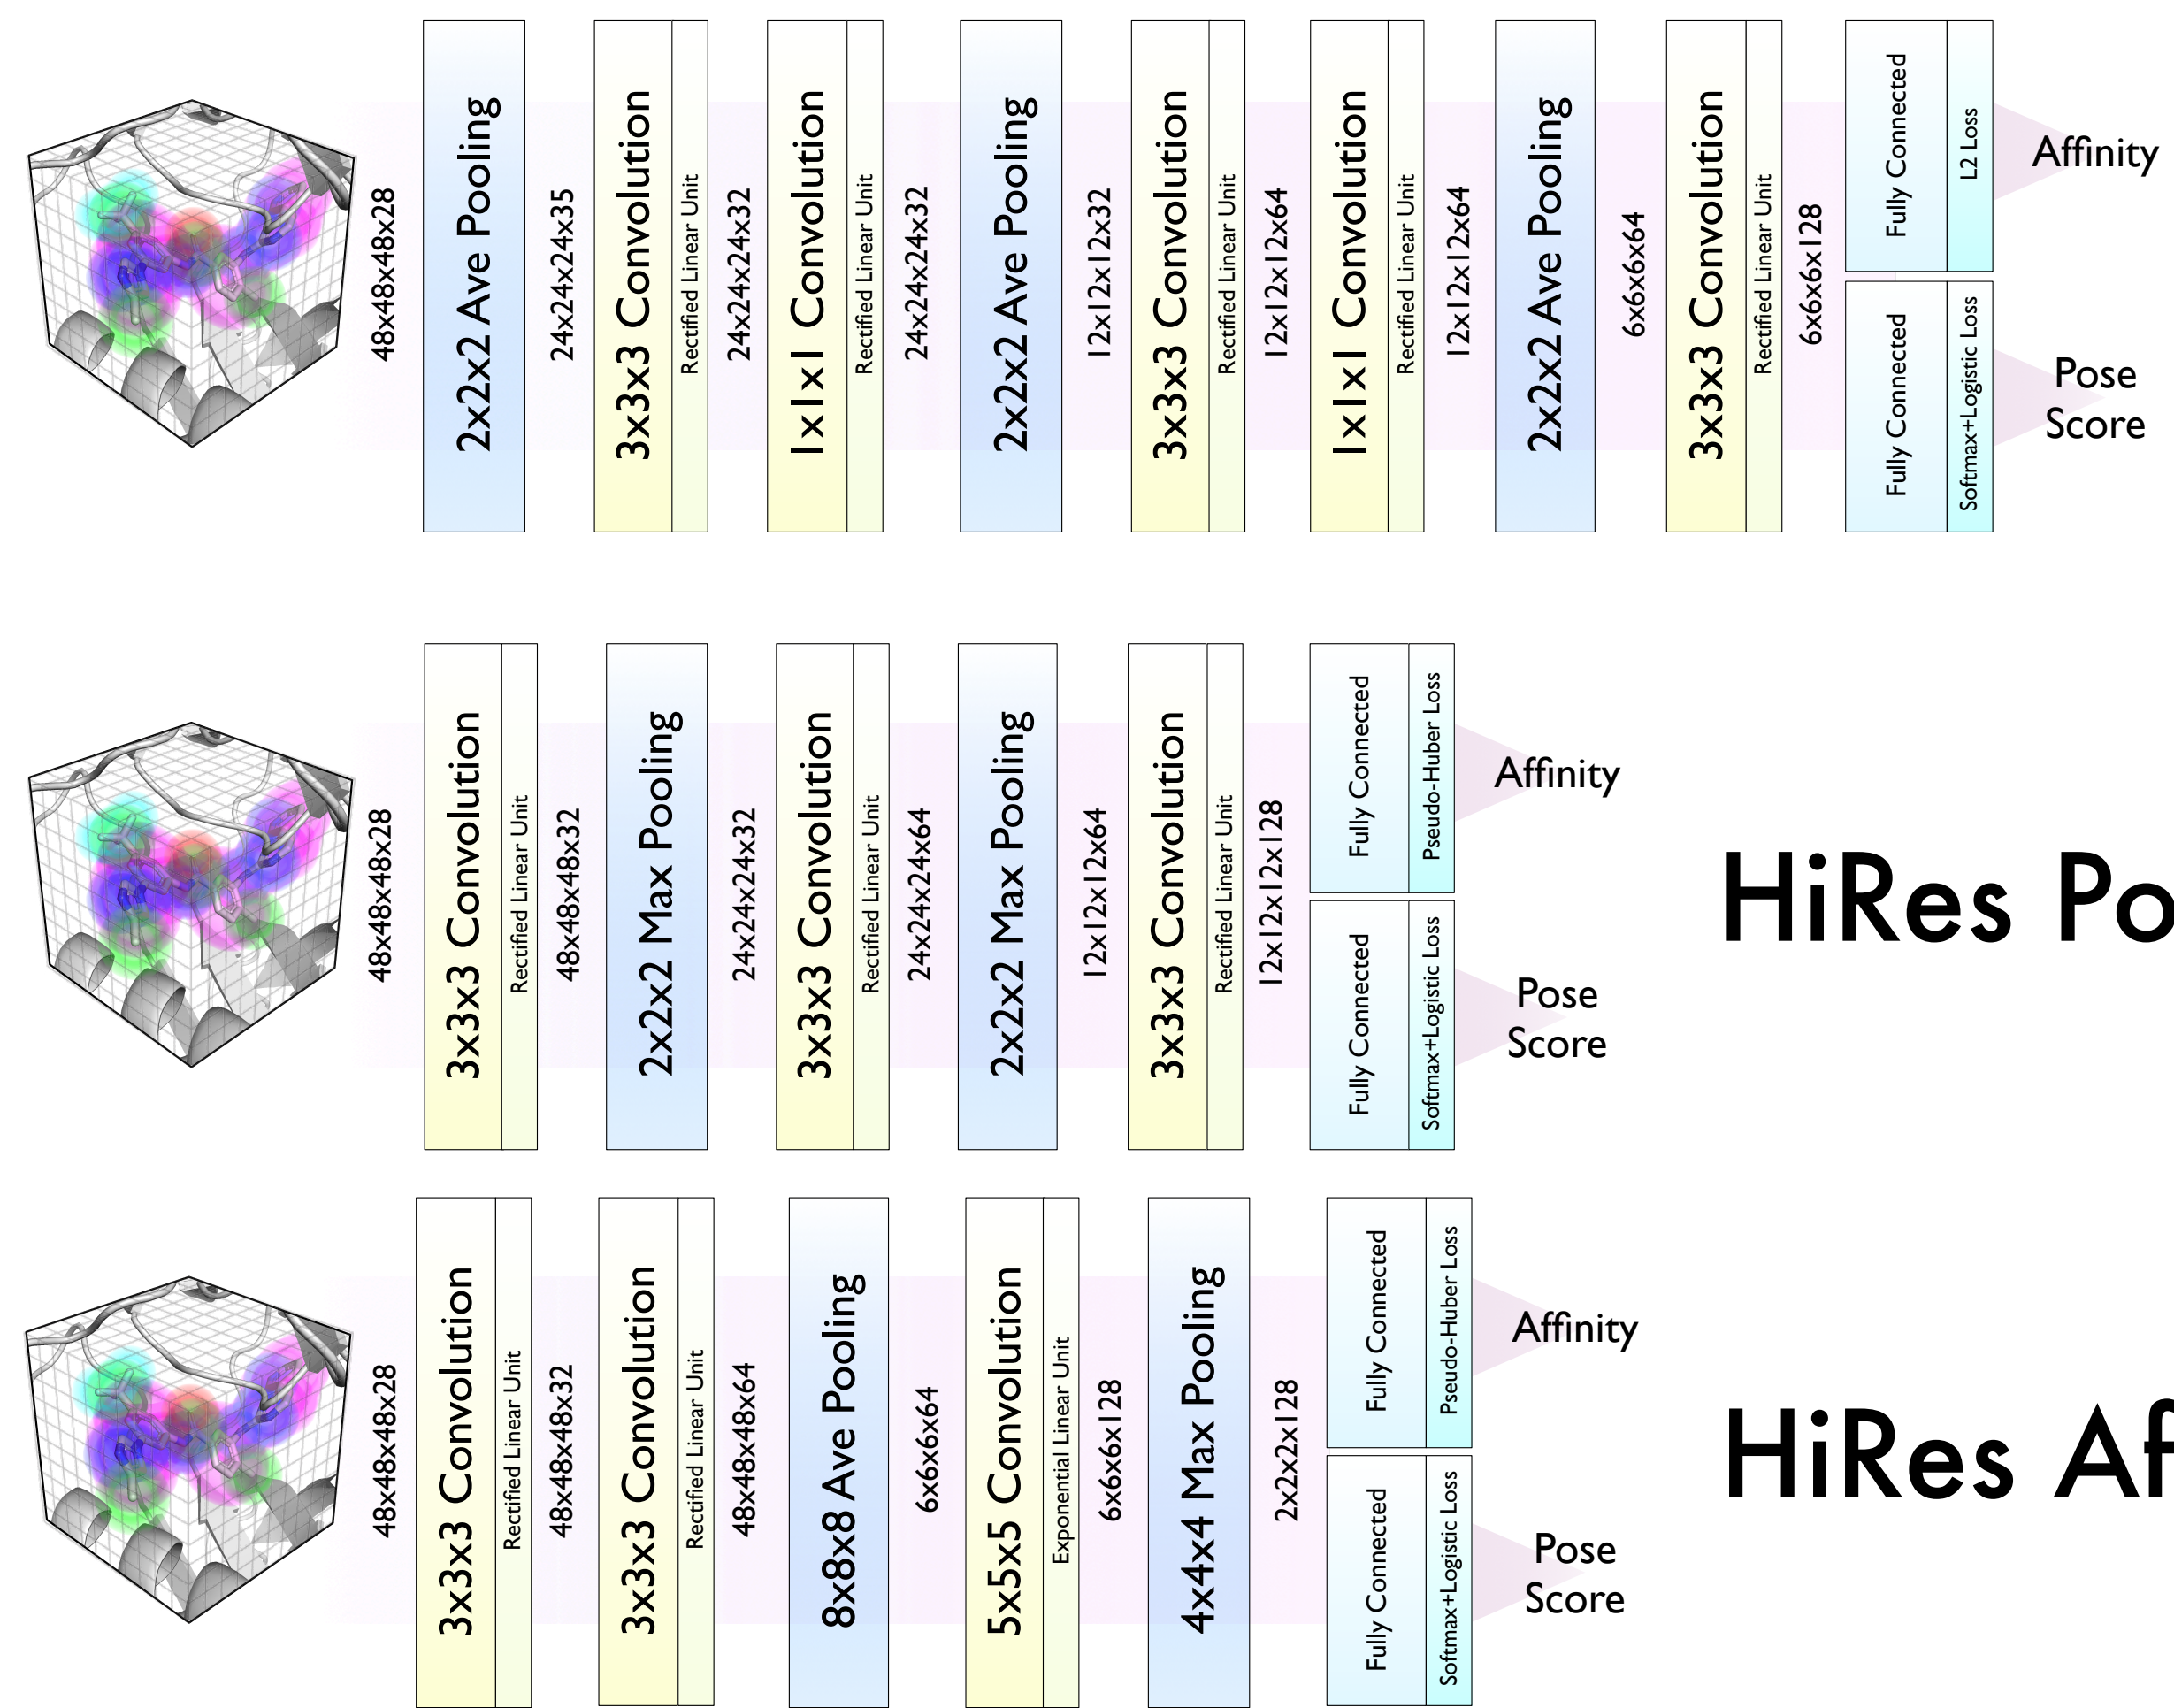 48x48x48x28
2x2x2 Ave Pooling
24x24x24x35
3x3x3 Convolution
Rectified Linear Unit
24x24x24x32
1x1x1 Convolution
Rectified Linear Unit
24x24x24x32
2x2x2 Ave Pooling
12x12x12x32
3x3x3 Convolution
Rectified Linear Unit
12x12x12x64
1x1x1 Convolution
Rectified Linear Unit
12x12x12x64
2x2x2 Ave Pooling
6x6x6x64
3x3x3 Convolution
Rectified Linear Unit
6x6x6x128
Fully Connected
L2 Loss
Affinity
Fully Connected
Softmax+Logistic Loss
Pose
Score
48x48x48x28
3x3x3 Convolution
Rectified Linear Unit
48x48x48x32
2x2x2 Max Pooling
24x24x24x32
3x3x3 Convolution
Rectified Linear Unit
24x24x24x64
2x2x2 Max Pooling
12x12x12x64
3x3x3 Convolution
Rectified Linear Unit
12x12x12x128
Fully Connected
Pseudo-Huber Loss
Affinity
Fully Connected
Softmax+Logistic Loss
Pose
Score
HiRes Po
48x48x48x28
3x3x3 Convolution
Rectified Linear Unit
48x48x48x32
3x3x3 Convolution
Rectified Linear Unit
48x48x48x64
8x8x8 Ave Pooling
6x6x6x64
5x5x5 Convolution
Exponential Linear Unit
6x6x6x128
4x4x4 Max Pooling
2x2x2x128
Fully Connected
Pseudo-Huber Loss
Affinity
Fully Connected
Softmax+Logistic Loss
Pose
Score
HiRes Af